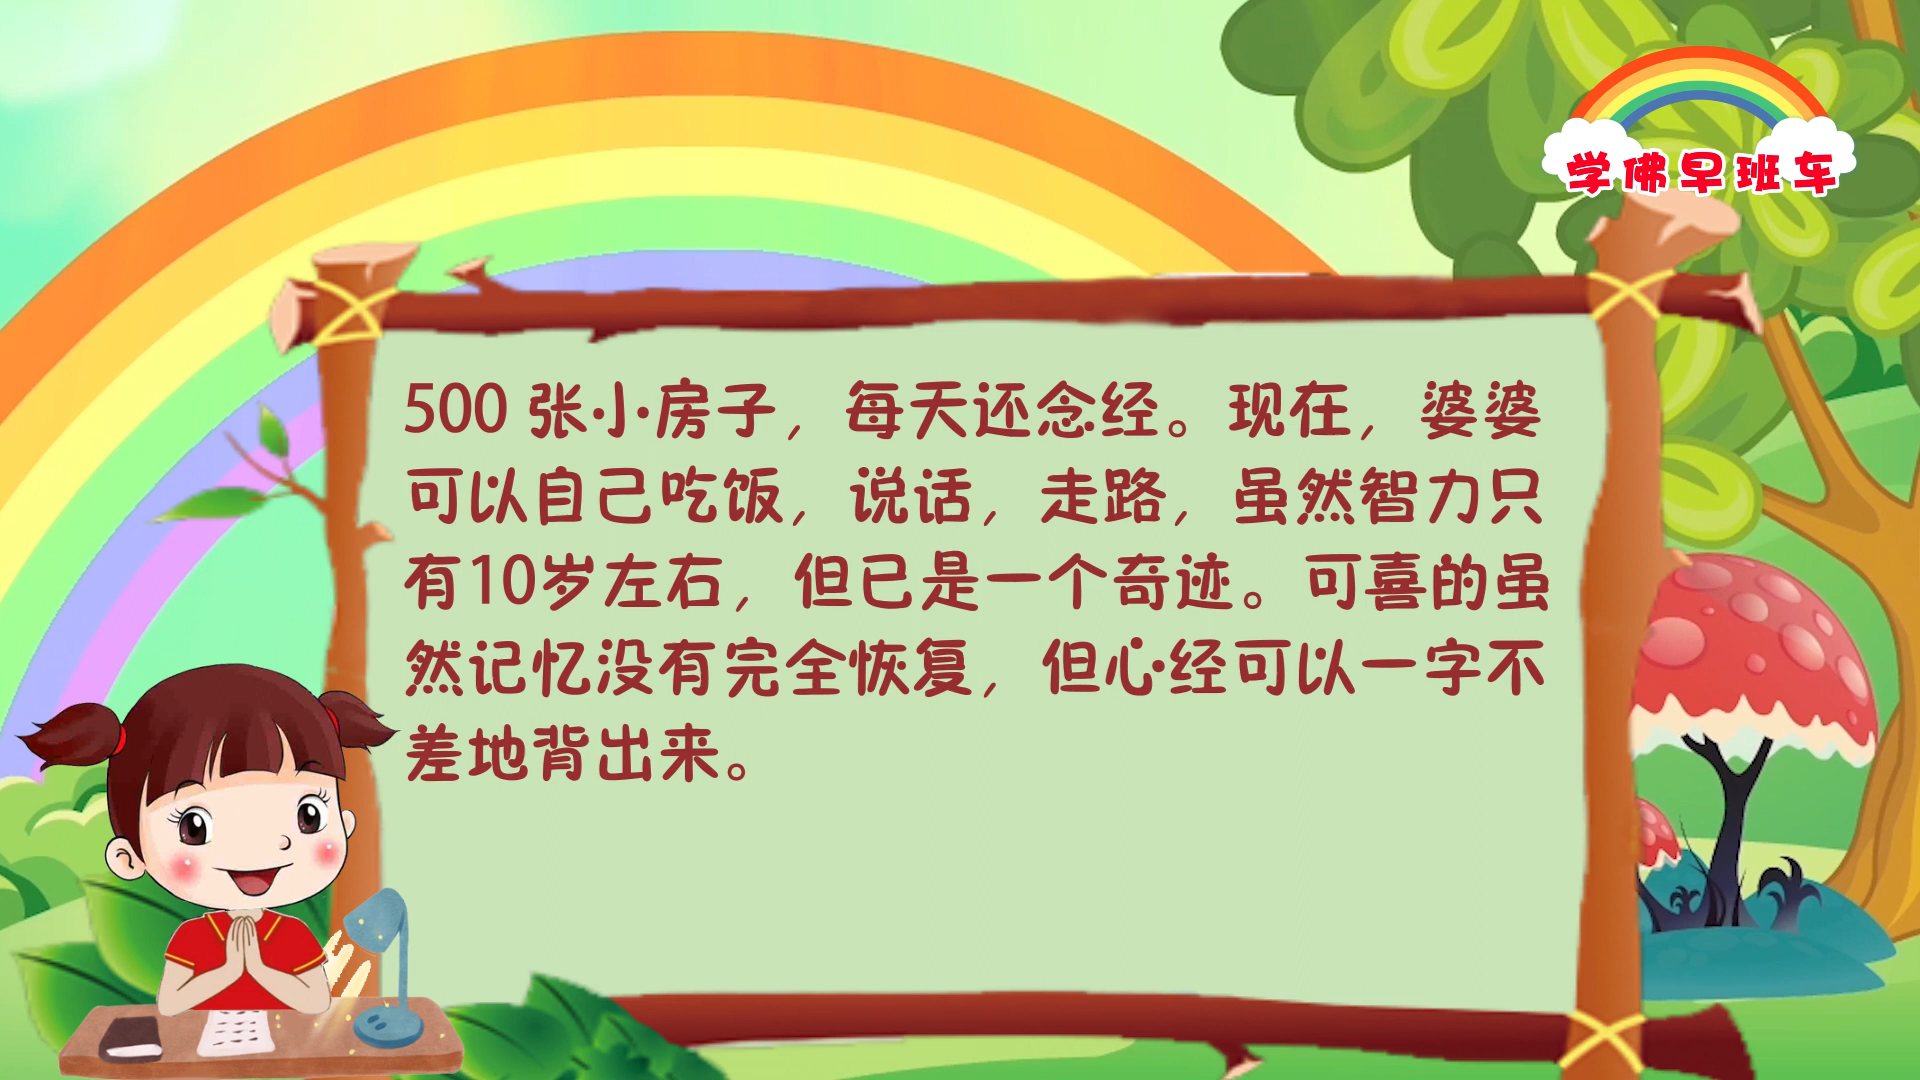 学佛早班车
500 张小房子，每天还念经。现在，婆婆
可以自己吃饭，说话，走路，虽然智力只
有10岁左右，但已是一个奇迹。可喜的虽
然记忆没有完全恢复，但心经可以一字不
差地背出来。